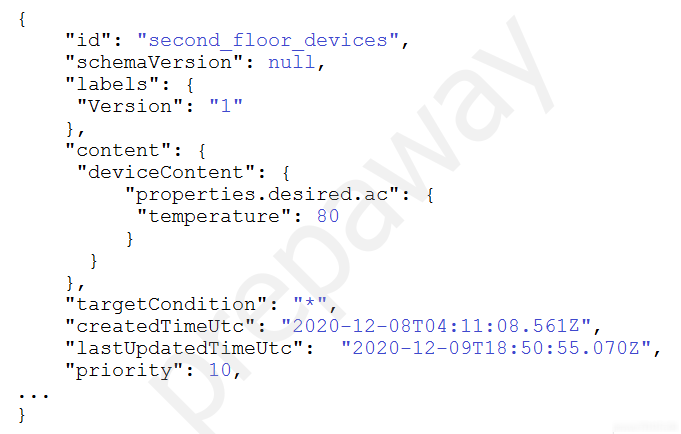 {
    "id": "second_floor_devices",
    "schemaVersion": null,
    "labels": {
     "Version": "1"
    },
    "content": {
     "deviceContent": {
         "properties.desired.ac": {
          "temperature": 80
         }
      }
    },
    "targetCondition": "*",
    "createdTimeUtc": "2020-12-08T04:11:08.561Z",
    "lastUpdatedTimeUtc":  "2020-12-09T18:50:55.070Z",
    "priority": 10,
...
}
prepaway